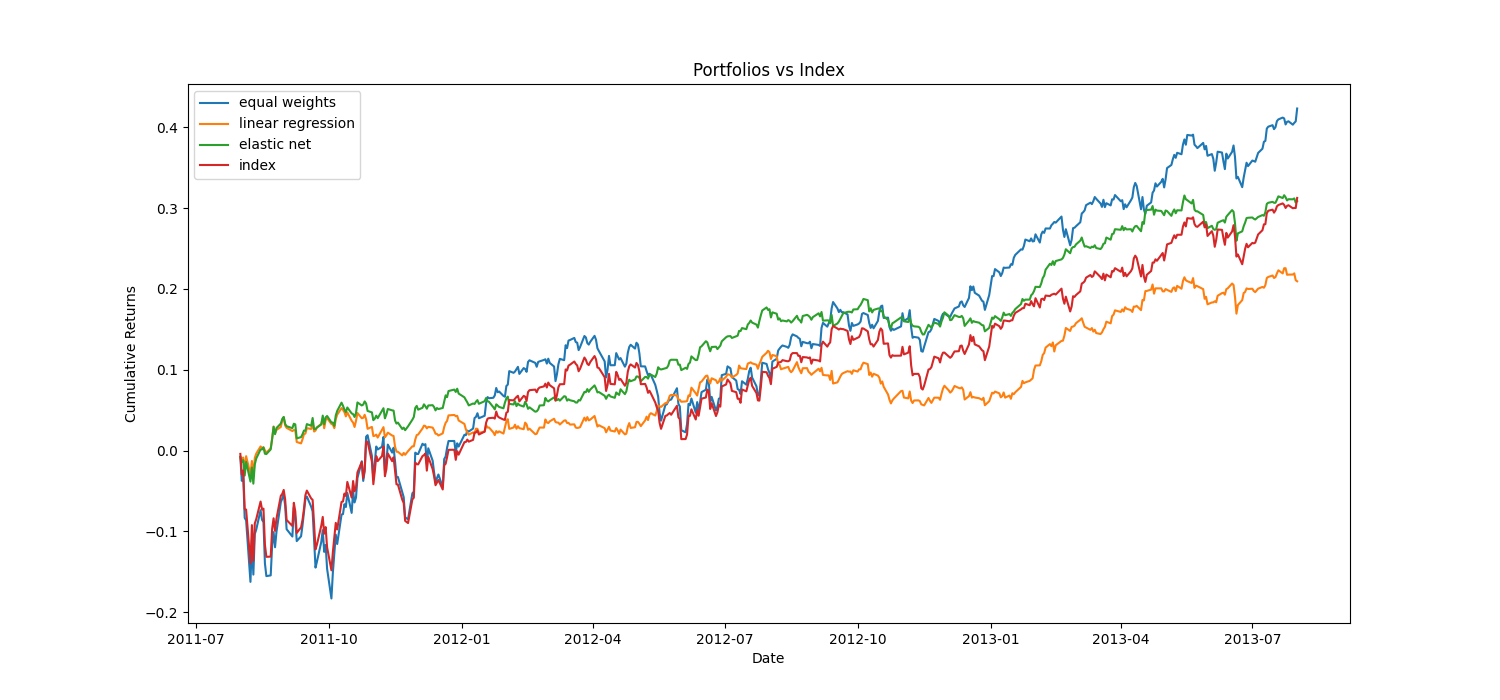 Portfolios vs Index
equal weights
linear regression
elastic net
index
Cumulative Returns
0.4
0.3
0.2
0.1
0.0
−0.1
−0.2
2011-07 2011-10 2012-01 2012-04 2012-07 2012-10 2013-01 2013-04 2013-07
Date